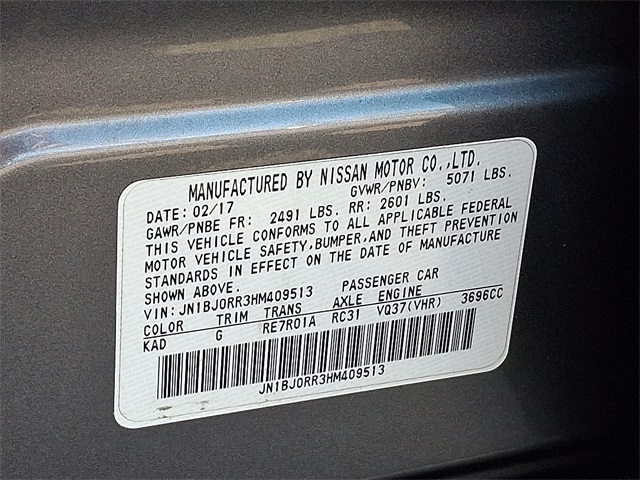 MANUFACTURED BY NISSAN MOTOR CO.,LTD.
DATE: 02/17 GVWR/PNBV: 5071 LBS.
GAWR/PNBE FR: 2491 LBS. RR: 2601 LBS.
THIS VEHICLE CONFORMS TO ALL APPLICABLE FEDERAL
MOTOR VEHICLE SAFETY,BUMPER,AND THEFT PREVENTION
STANDARDS IN EFFECT ON THE DATE OF MANUFACTURE
SHOWN ABOVE.
VIN: JN1BJ0RR3HM409513 PASSENGER CAR
COLOR TRIM TRANS AXLE ENGINE
KAD G RE7R01A RC31 VQ37(VHR) 3696CC
JN1BJ0RR3HM409513